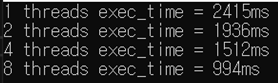 1 threads exec_time = 2415ms
2 threads exec_time = 1936ms
4 threads exec_time = 1512ms
8 threads exec_time = 994ms